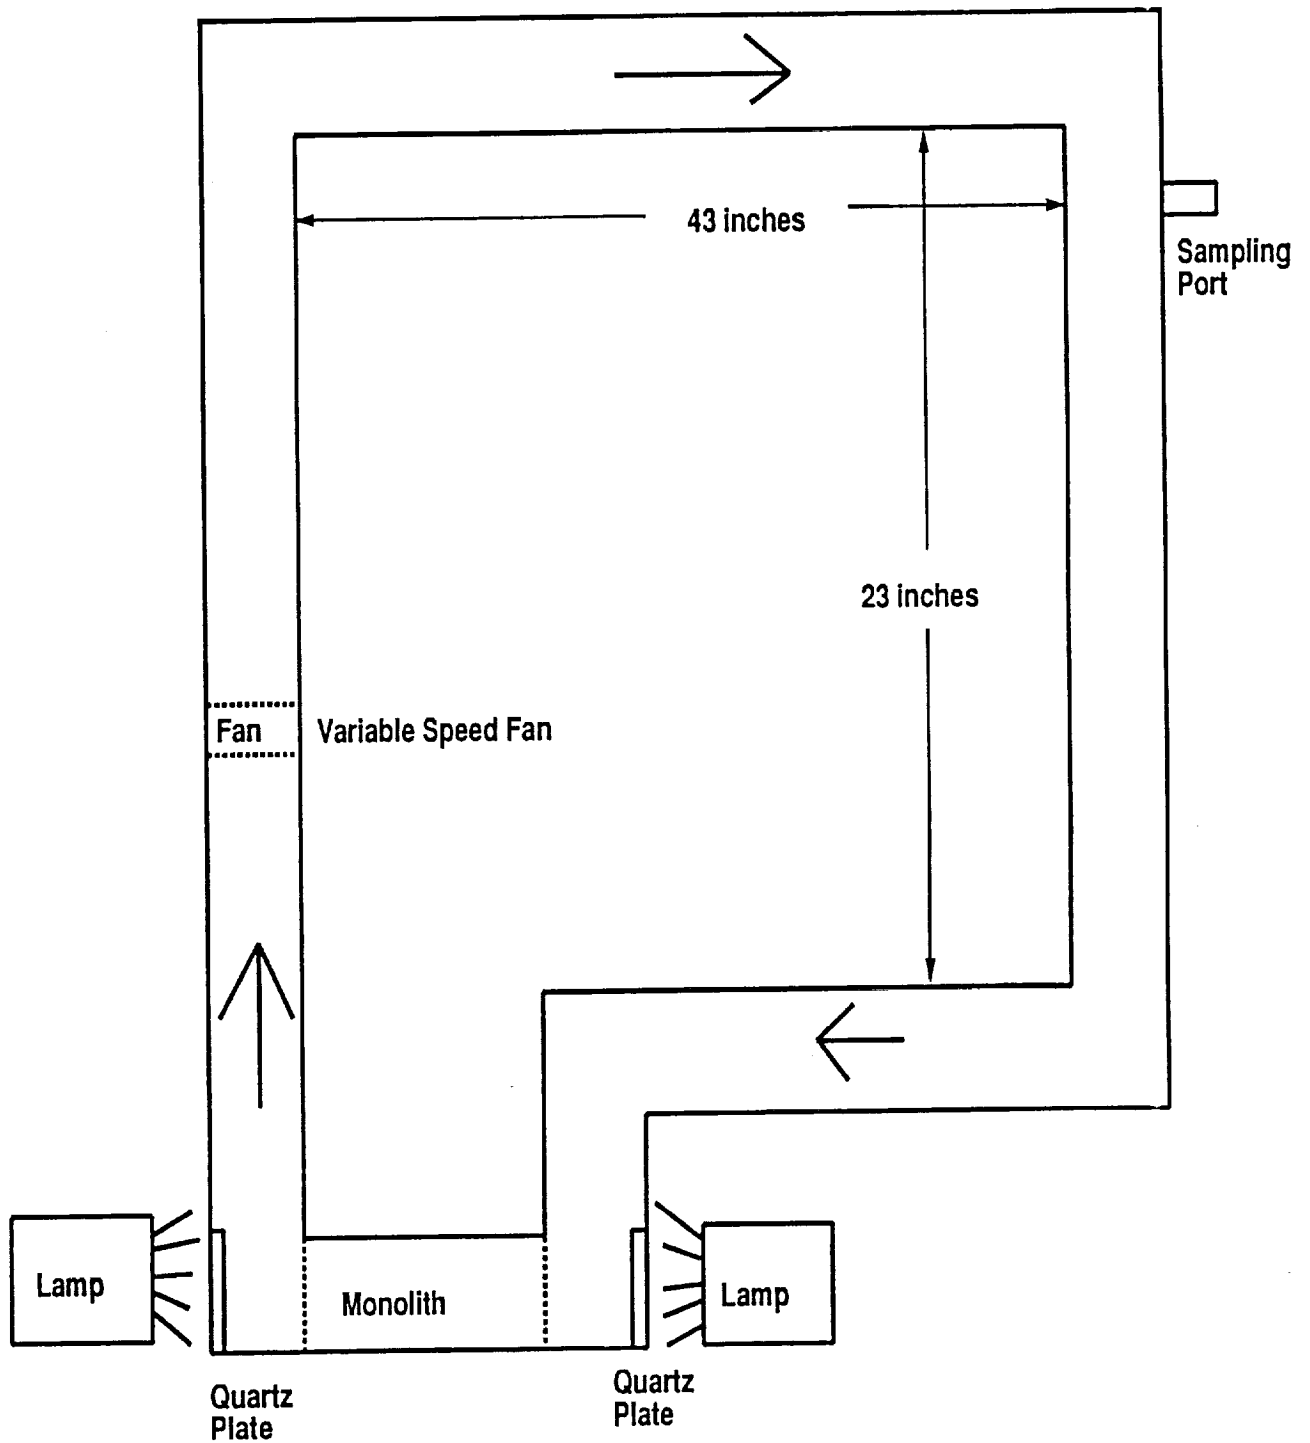 43 inches
Sampling
Port
23 inches
Fan
Variable Speed Fan
Lamp
Monolith
Lamp
Quartz
Plate
Quartz
Plate